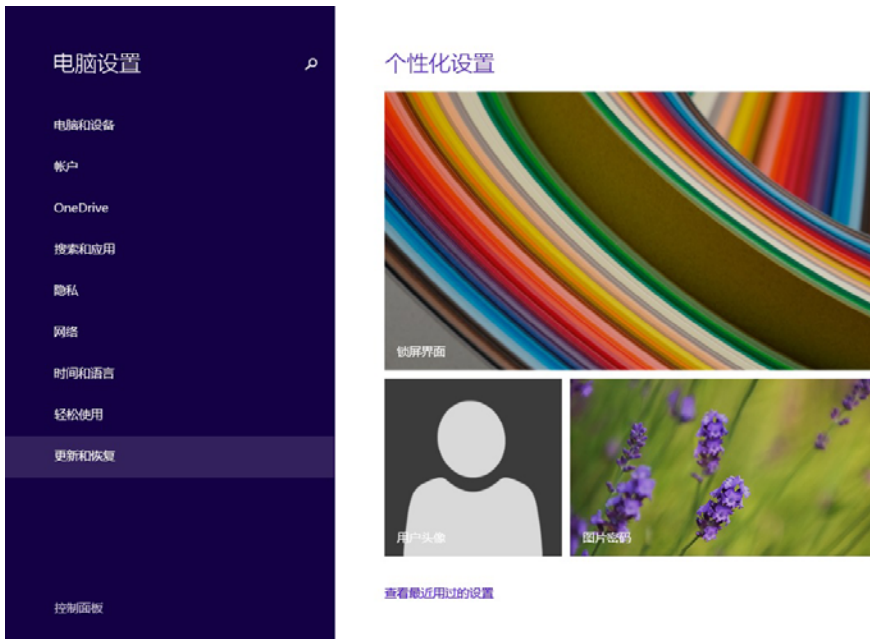 电脑设置
电脑和设备
帐户
OneDrive
搜索和应用
隐私
网络
时间和语言
轻松使用
更新和恢复
控制面板
个性化设置
锁屏界面
用户头像
图片密码
查看最近用过的设置